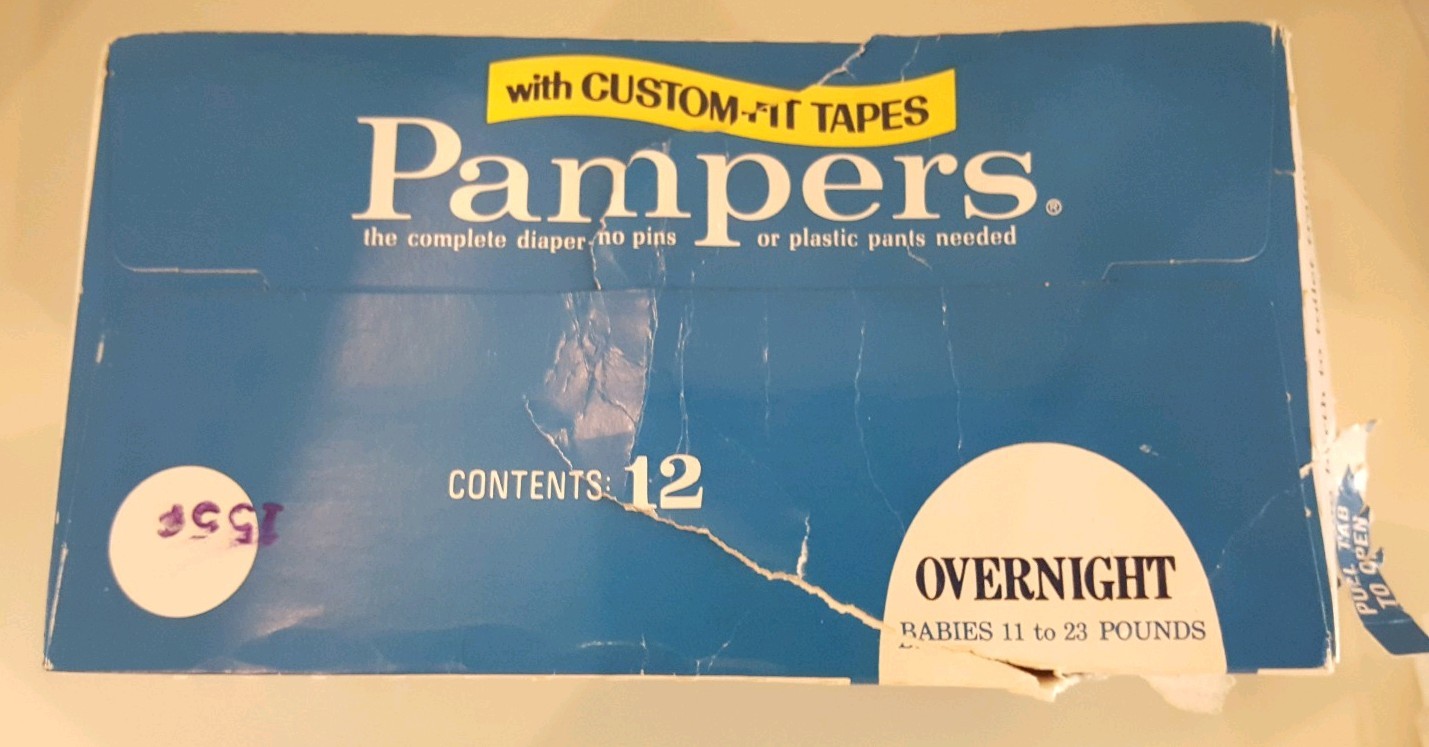 with CUSTOM-FIT TAPES
Pampers®
the complete diaper-no pins or plastic pants needed
CONTENTS: 12
155
OVERNIGHT
BABIES 11 to 23 POUNDS
PULL TAB
TO OPEN